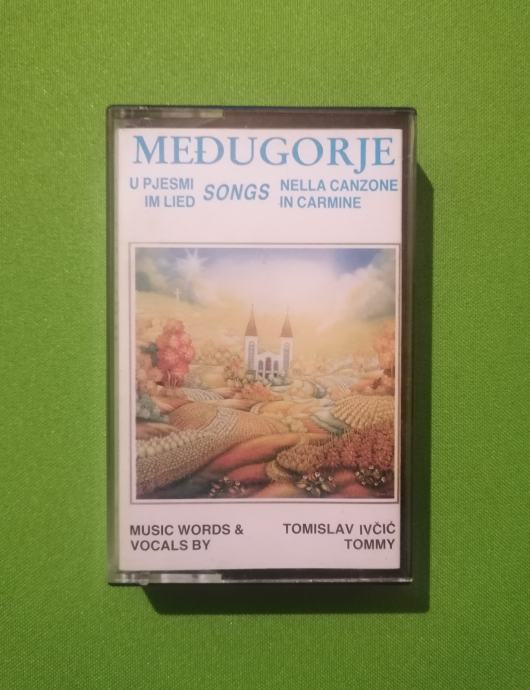 MEĐUGORJE
U PJESMI SONGS NELLA CANZONE
IM LIED IN CARMINE
MUSIC WORDS & TOMISLAV IVČIĆ
VOCALS BY TOMMY